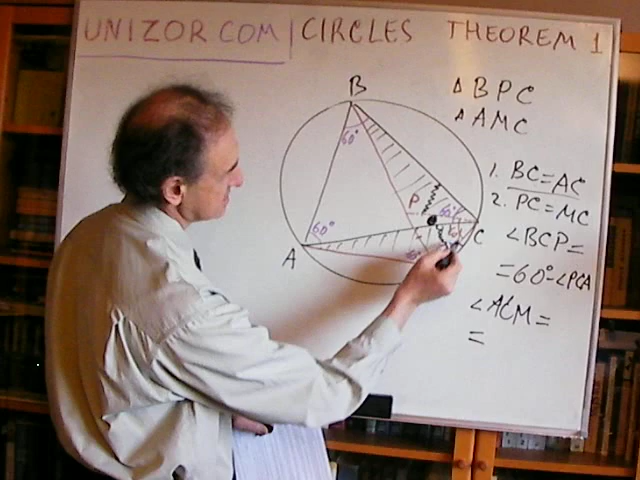 UNIZOR COM | CIRCLES THEOREM 1
B
Δ BPC
Δ AMC
60°
1. BC = AC
2. PC = MC
P
60°
60°
C
A
∠BCP =
= 60° - ∠PCA
∠ACM =
=